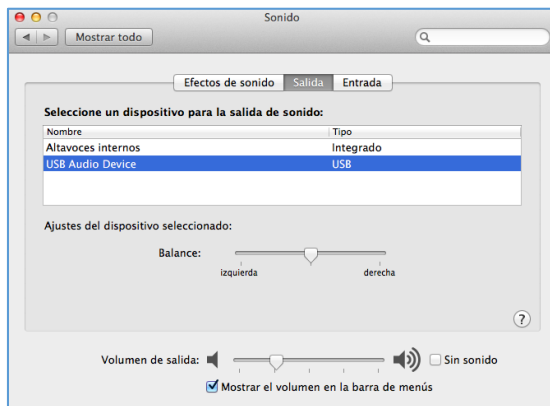 Sonido
Mostrar todo
Efectos de sonido Salida Entrada
Seleccione un dispositivo para la salida de sonido:
Nombre Tipo
Altavoces internos Integrado
USB Audio Device USB
Ajustes del dispositivo seleccionado:
Balance:
izquierda derecha
?
Volumen de salida: Sin sonido
Mostrar el volumen en la barra de menús